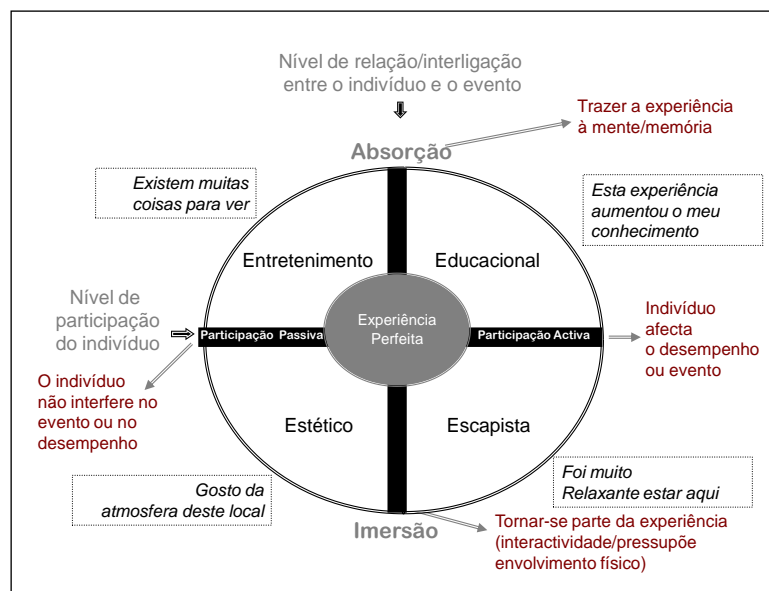 Nível de relação/interligação
entre o indivíduo e o evento
Trazer a experiência
à mente/memória
Absorção
Existem muitas
coisas para ver
Esta experiência
aumentou o meu
conhecimento
Entretenimento
Educacional
Nível de
participação
do indivíduo
Participação Passiva
Experiência
Perfeita
Participação Activa
Indivíduo
afecta
o desempenho
ou evento
O indivíduo
não interfere no
evento ou no
desempenho
Estético
Escapista
Gosto da
atmosfera deste local
Foi muito
Relaxante estar aqui
Imersão
Tornar-se parte da experiência
(interactividade/pressupõe
envolvimento físico)